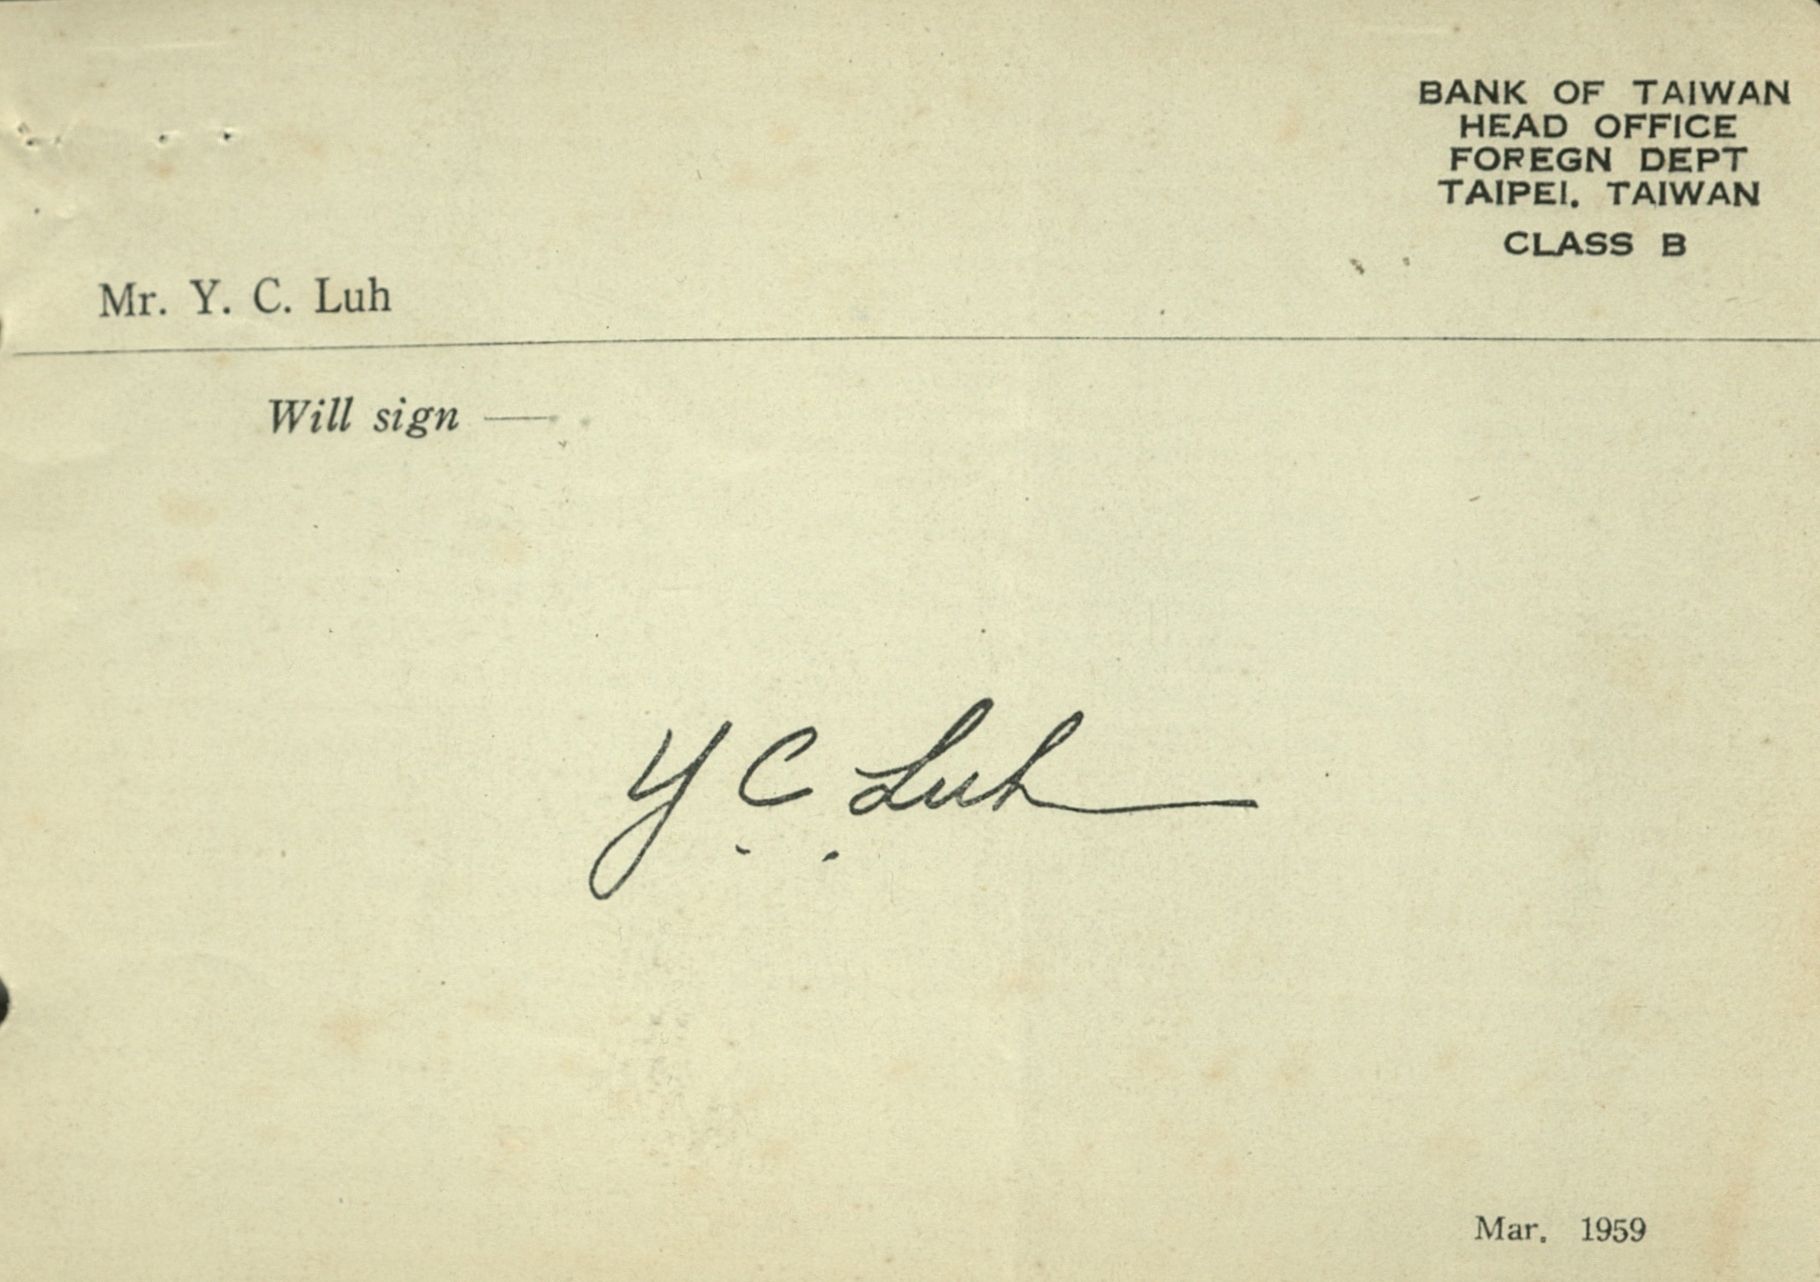 BANK OF TAIWAN
HEAD OFFICE
FOREGN DEPT
TAIPEI. TAIWAN
CLASS B
Mr. Y. C. Luh
Will sign —
Y. C. Luh
Mar. 1959